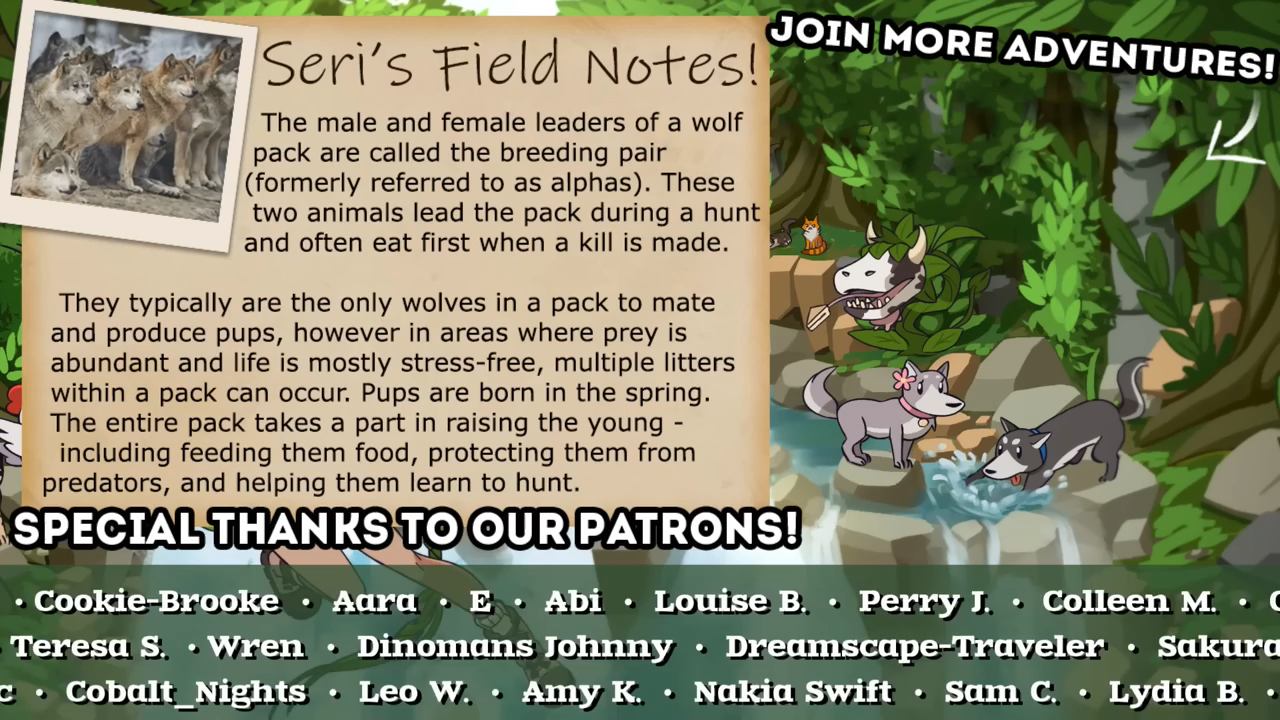 Seri's Field Notes!
JOIN MORE ADVENTURES!
The male and female leaders of a wolf
pack are called the breeding pair
(formerly referred to as alphas). These
two animals lead the pack during a hunt
and often eat first when a kill is made.
They typically are the only wolves in a pack to mate
and produce pups, however in areas where prey is
abundant and life is mostly stress-free, multiple litters
within a pack can occur. Pups are born in the spring.
The entire pack takes a part in raising the young -
including feeding them food, protecting them from
predators, and helping them learn to hunt.
SPECIAL THANKS TO OUR PATRONS!
• Cookie-Brooke • Aara • E • Abi • Louise B. • Perry J. • Colleen M. •
• Teresa S. • Wren • Dinomans Johnny • Dreamscape-Traveler • Sakura
c • Cobalt_Nights • Leo W. • Amy K. • Nakia Swift • Sam C. • Lydia B. •